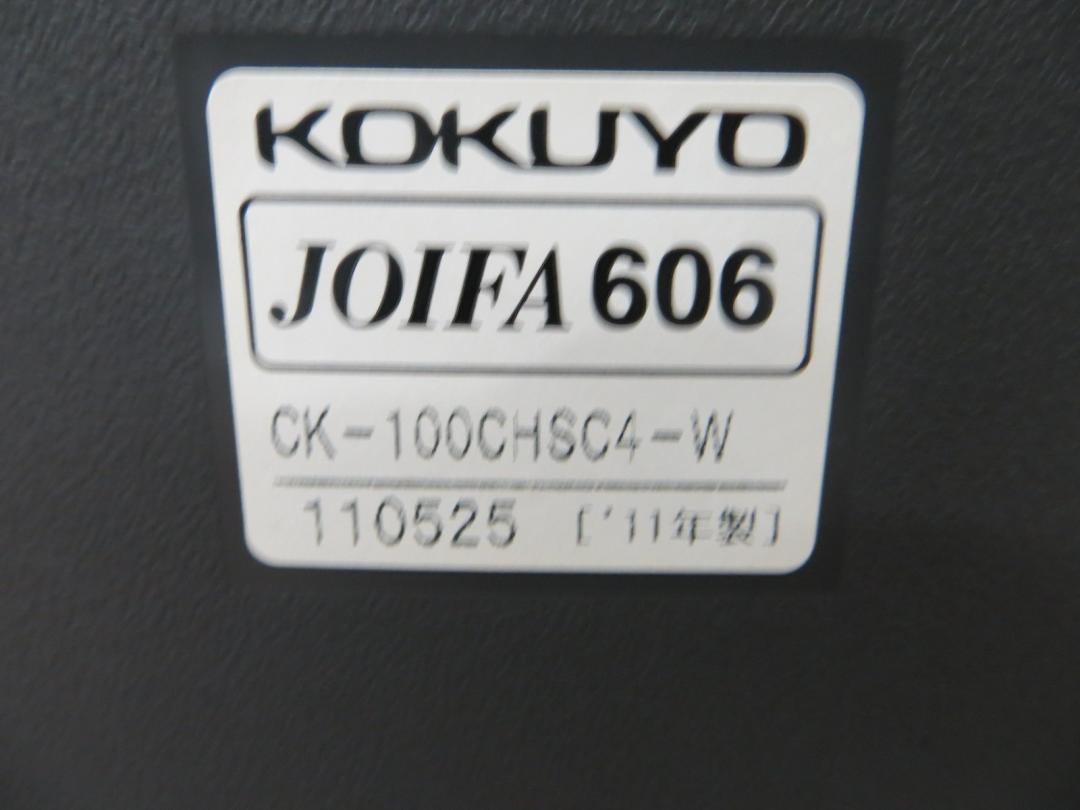 KOKUYO
JOIFA 606
CK-100CHSC4-W
110525 ['11年製]